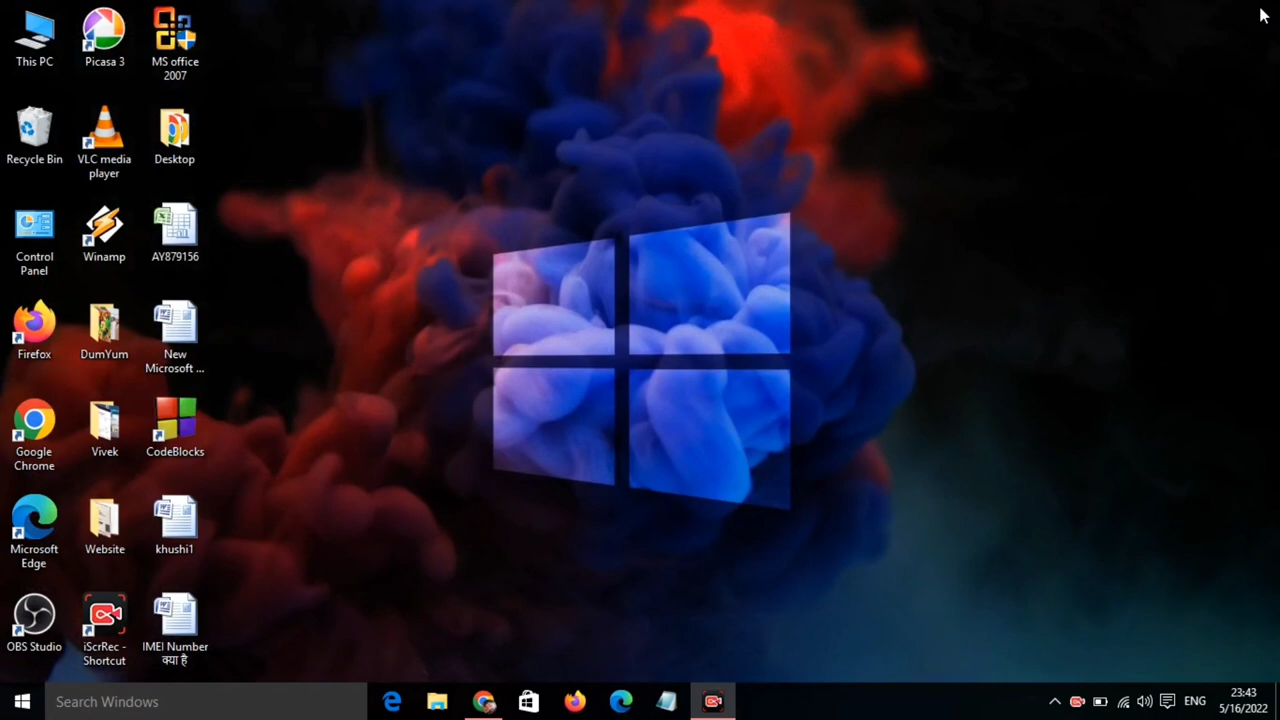 This PC
Picasa 3
MS office
2007
Recycle Bin
VLC media
player
Desktop
Control
Panel
Winamp
AY879156
Firefox
DumYum
New
Microsoft ...
Google
Chrome
Vivek
CodeBlocks
Microsoft
Edge
Website
khushi1
OBS Studio
iScrRec -
Shortcut
IMEI Number
क्या है
Search Windows
ENG
23:43
5/16/2022